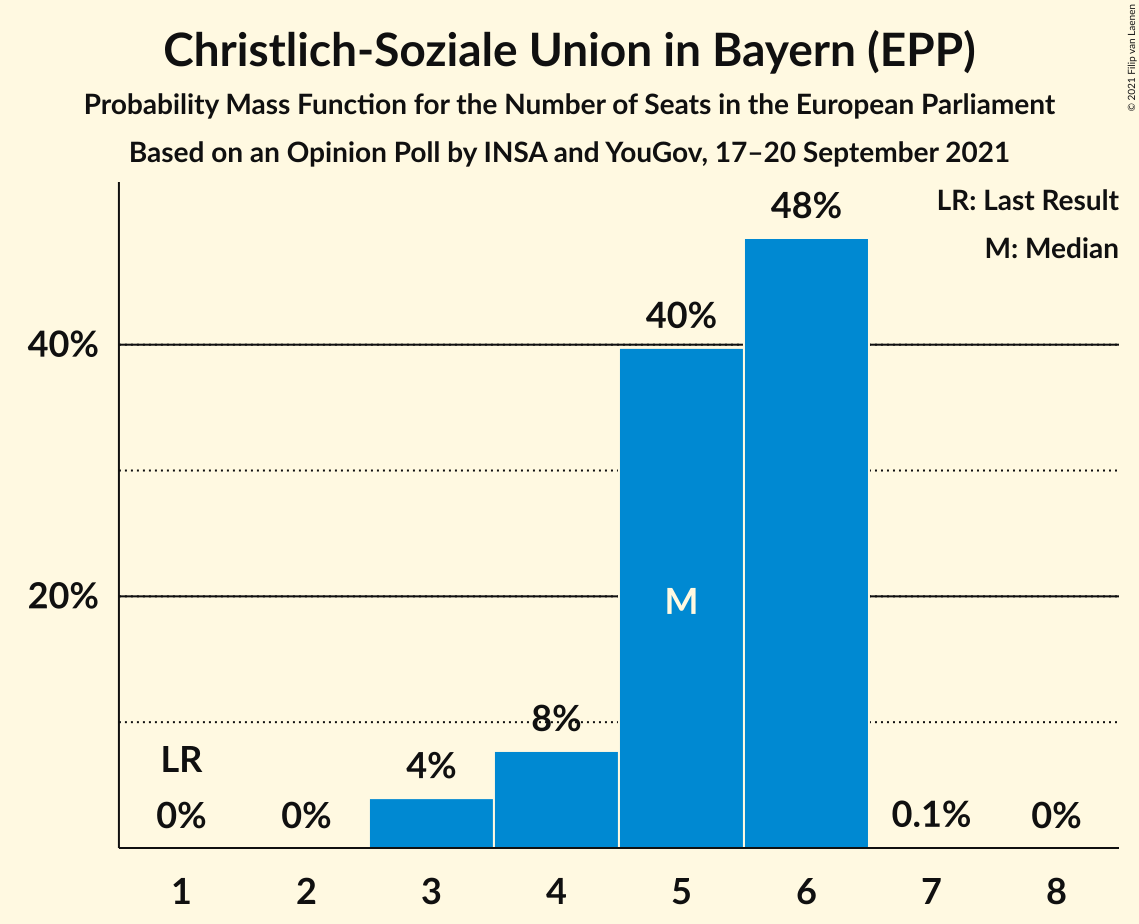 Christlich-Soziale Union in Bayern (EPP)
Probability Mass Function for the Number of Seats in the European Parliament
Based on an Opinion Poll by INSA and YouGov, 17–20 September 2021
© 2021 Filip van Laenen
LR: Last Result
M: Median
48%
40%
40%
20%
M
8%
4%
LR
0%
0%
0.1%
0%
1 2 3 4 5 6 7 8